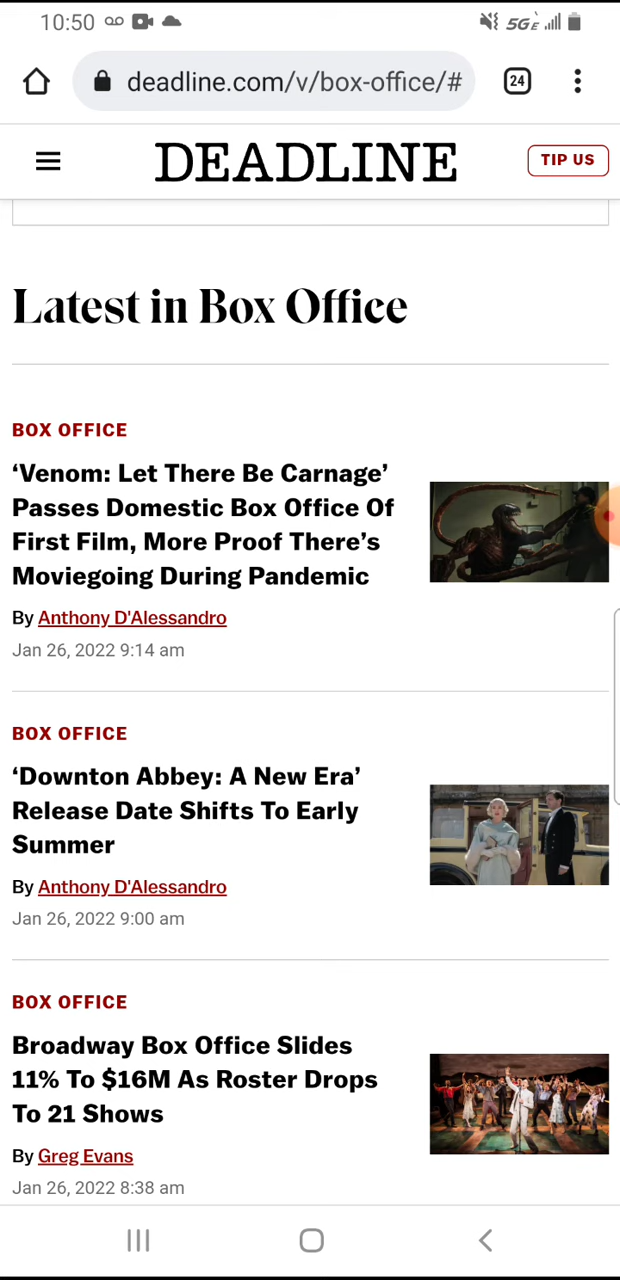 10:50
5GE
deadline.com/v/box-office/#
24
DEADLINE
TIP US
Latest in Box Office
BOX OFFICE
‘Venom: Let There Be Carnage’
Passes Domestic Box Office Of
First Film, More Proof There’s
Moviegoing During Pandemic
By Anthony D'Alessandro
Jan 26, 2022 9:14 am
BOX OFFICE
‘Downton Abbey: A New Era’
Release Date Shifts To Early
Summer
By Anthony D'Alessandro
Jan 26, 2022 9:00 am
BOX OFFICE
Broadway Box Office Slides
11% To $16M As Roster Drops
To 21 Shows
By Greg Evans
Jan 26, 2022 8:38 am